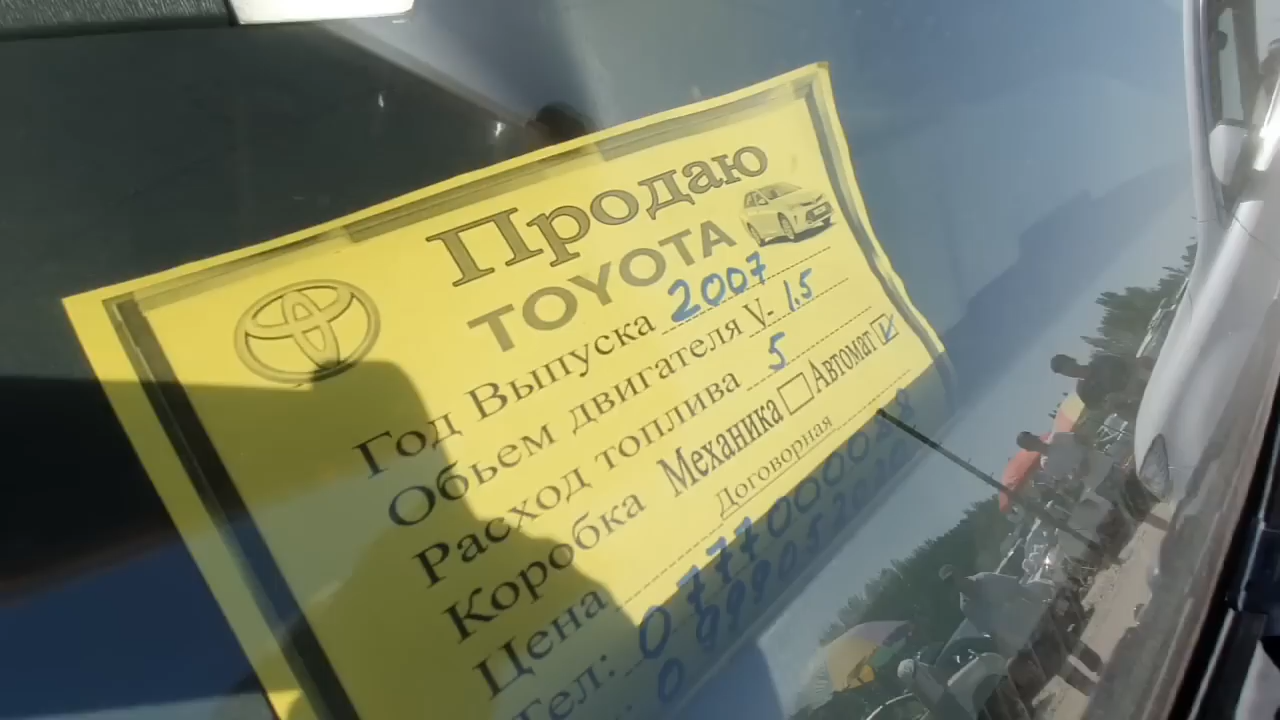 Продаю
TOYOTA
Год Выпуска 2007
Обьем двигателя V- 1.5
Расход топлива 5
Коробка Механика Автомат
Цена Договорная
Тел: